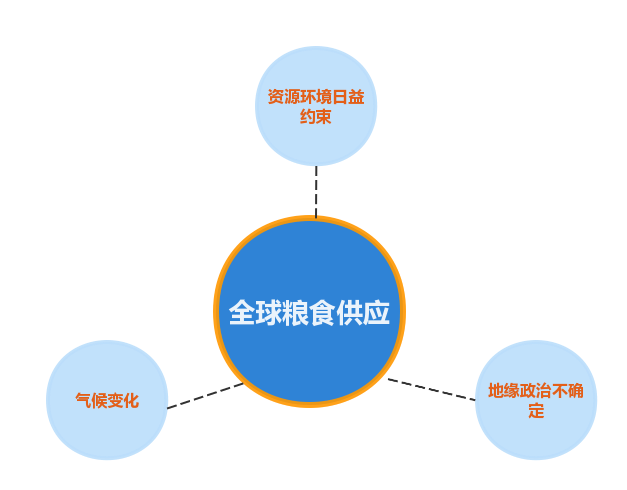 资源环境日益
约束
全球粮食供应
气候变化
地缘政治不确
定